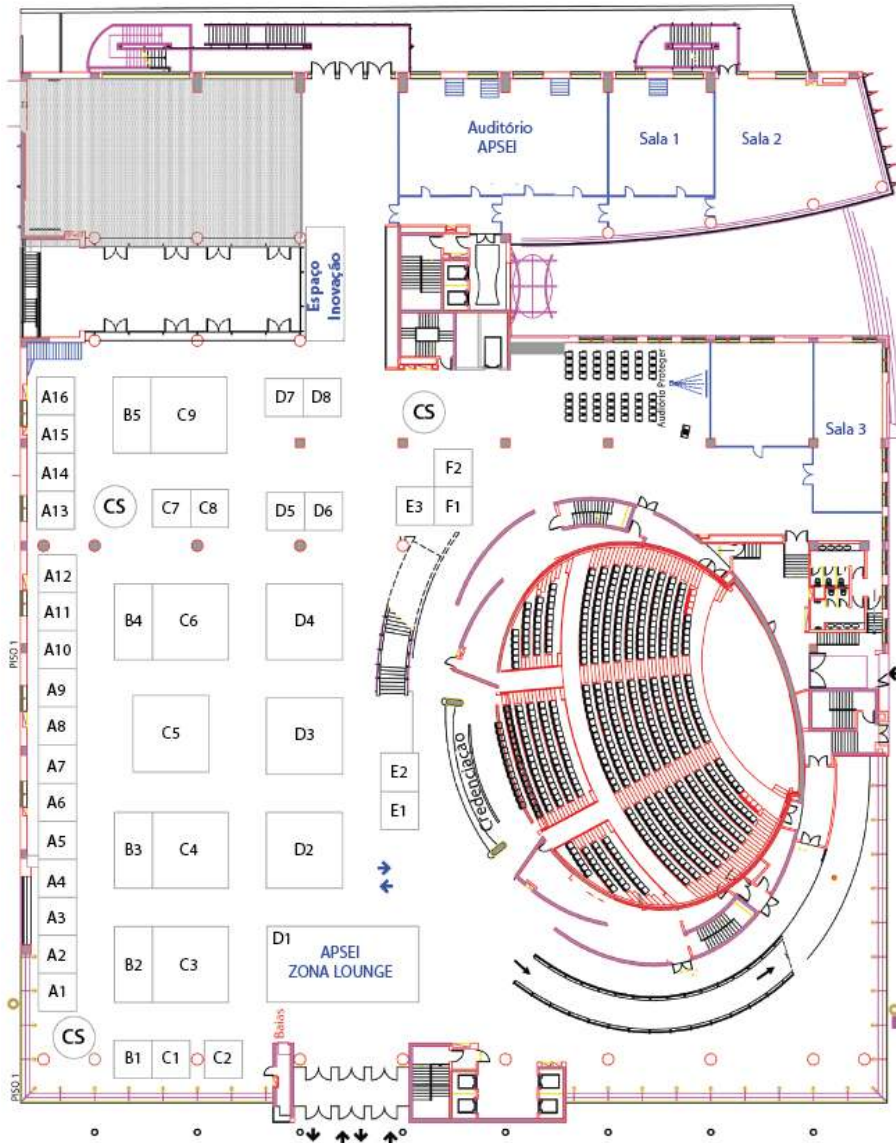 Auditório
APSEI
Sala 1
Sala 2
Espaço
Inovação
Auditório Proteger
Sala 3
A16
B5
C9
D7
D8
CS
A15
A14
F2
A13
CS
C7
C8
D5
D6
E3
F1
A12
A11
B4
C6
D4
A10
PISO 1
A9
A8
C5
D3
A7
E2
Credenciacao
A6
E1
A5
B3
C4
D2
A4
A3
D1
A2
B2
C3
APSEI
ZONA LOUNGE
A1
CS
Baias
B1
C1
C2
PISO 1